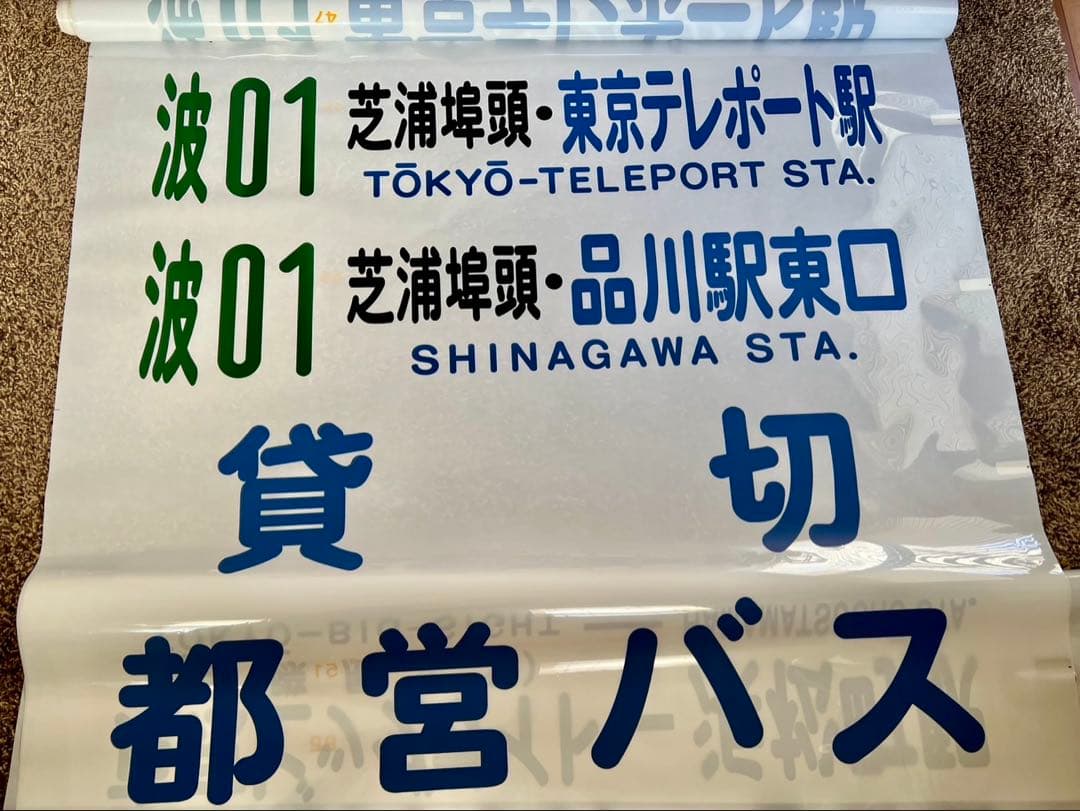 47
波01 芝浦埠頭・東京テレポート駅
TŌKYŌ-TELEPORT STA.
波01 芝浦埠頭・品川駅東口
SHINAGAWA STA.
貸切
都営バス